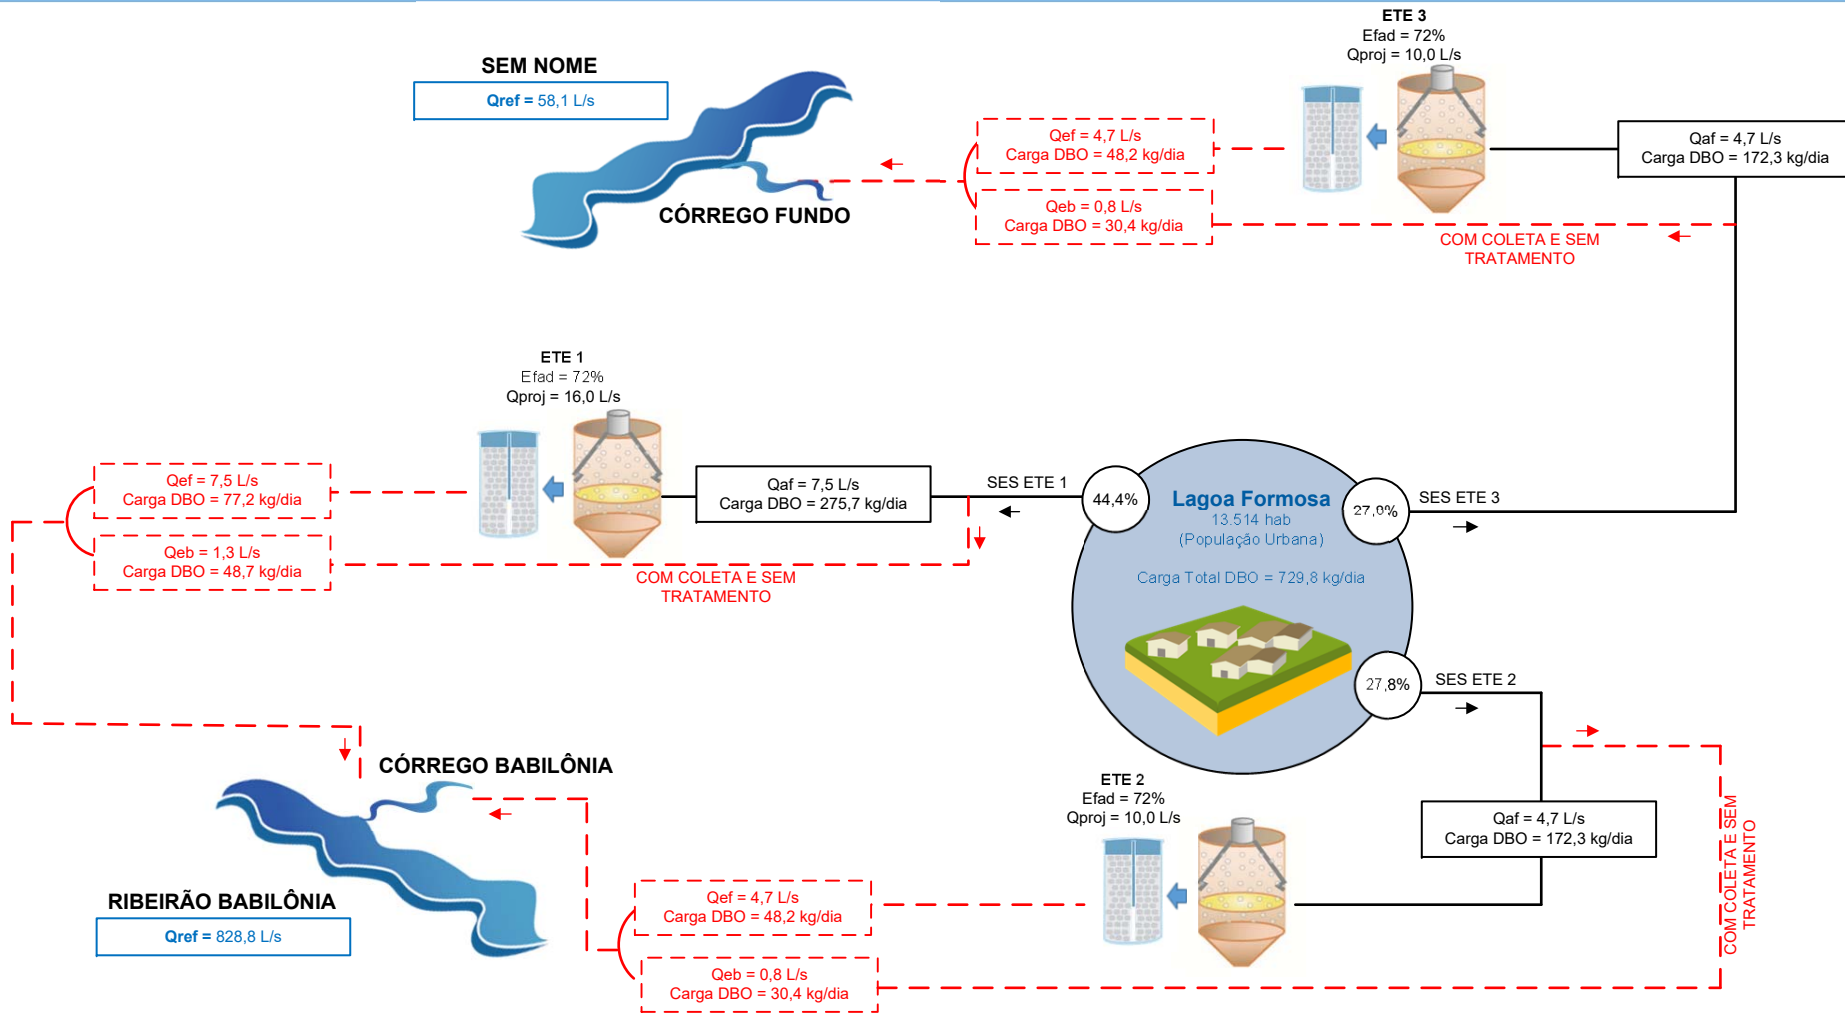 ETE 3
Efad = 72%
Qproj = 10,0 L/s
SEM NOME
Qref = 58,1 L/s
Qef = 4,7 L/s
Carga DBO = 48,2 kg/dia
Qaf = 4,7 L/s
Carga DBO = 172,3 kg/dia
Qeb = 0,8 L/s
Carga DBO = 30,4 kg/dia
CÓRREGO FUNDO
COM COLETA E SEM
TRATAMENTO
ETE 1
Efad = 72%
Qproj = 16,0 L/s
Qef = 7,5 L/s
Carga DBO = 77,2 kg/dia
Qaf = 7,5 L/s
Carga DBO = 275,7 kg/dia
SES ETE 1
44,4%
Lagoa Formosa
13.514 hab
(População Urbana)
Carga Total DBO = 729,8 kg/dia
SES ETE 3
Qeb = 1,3 L/s
Carga DBO = 48,7 kg/dia
COM COLETA E SEM
TRATAMENTO
27,8%
SES ETE 2
CÓRREGO BABILÔNIA
ETE 2
Efad = 72%
Qproj = 10,0 L/s
Qaf = 4,7 L/s
Carga DBO = 172,3 kg/dia
COM COLETA E SEM
TRATAMENTO
RIBEIRÃO BABILÔNIA
Qref = 828,8 L/s
Qef = 4,7 L/s
Carga DBO = 48,2 kg/dia
Qeb = 0,8 L/s
Carga DBO = 30,4 kg/dia